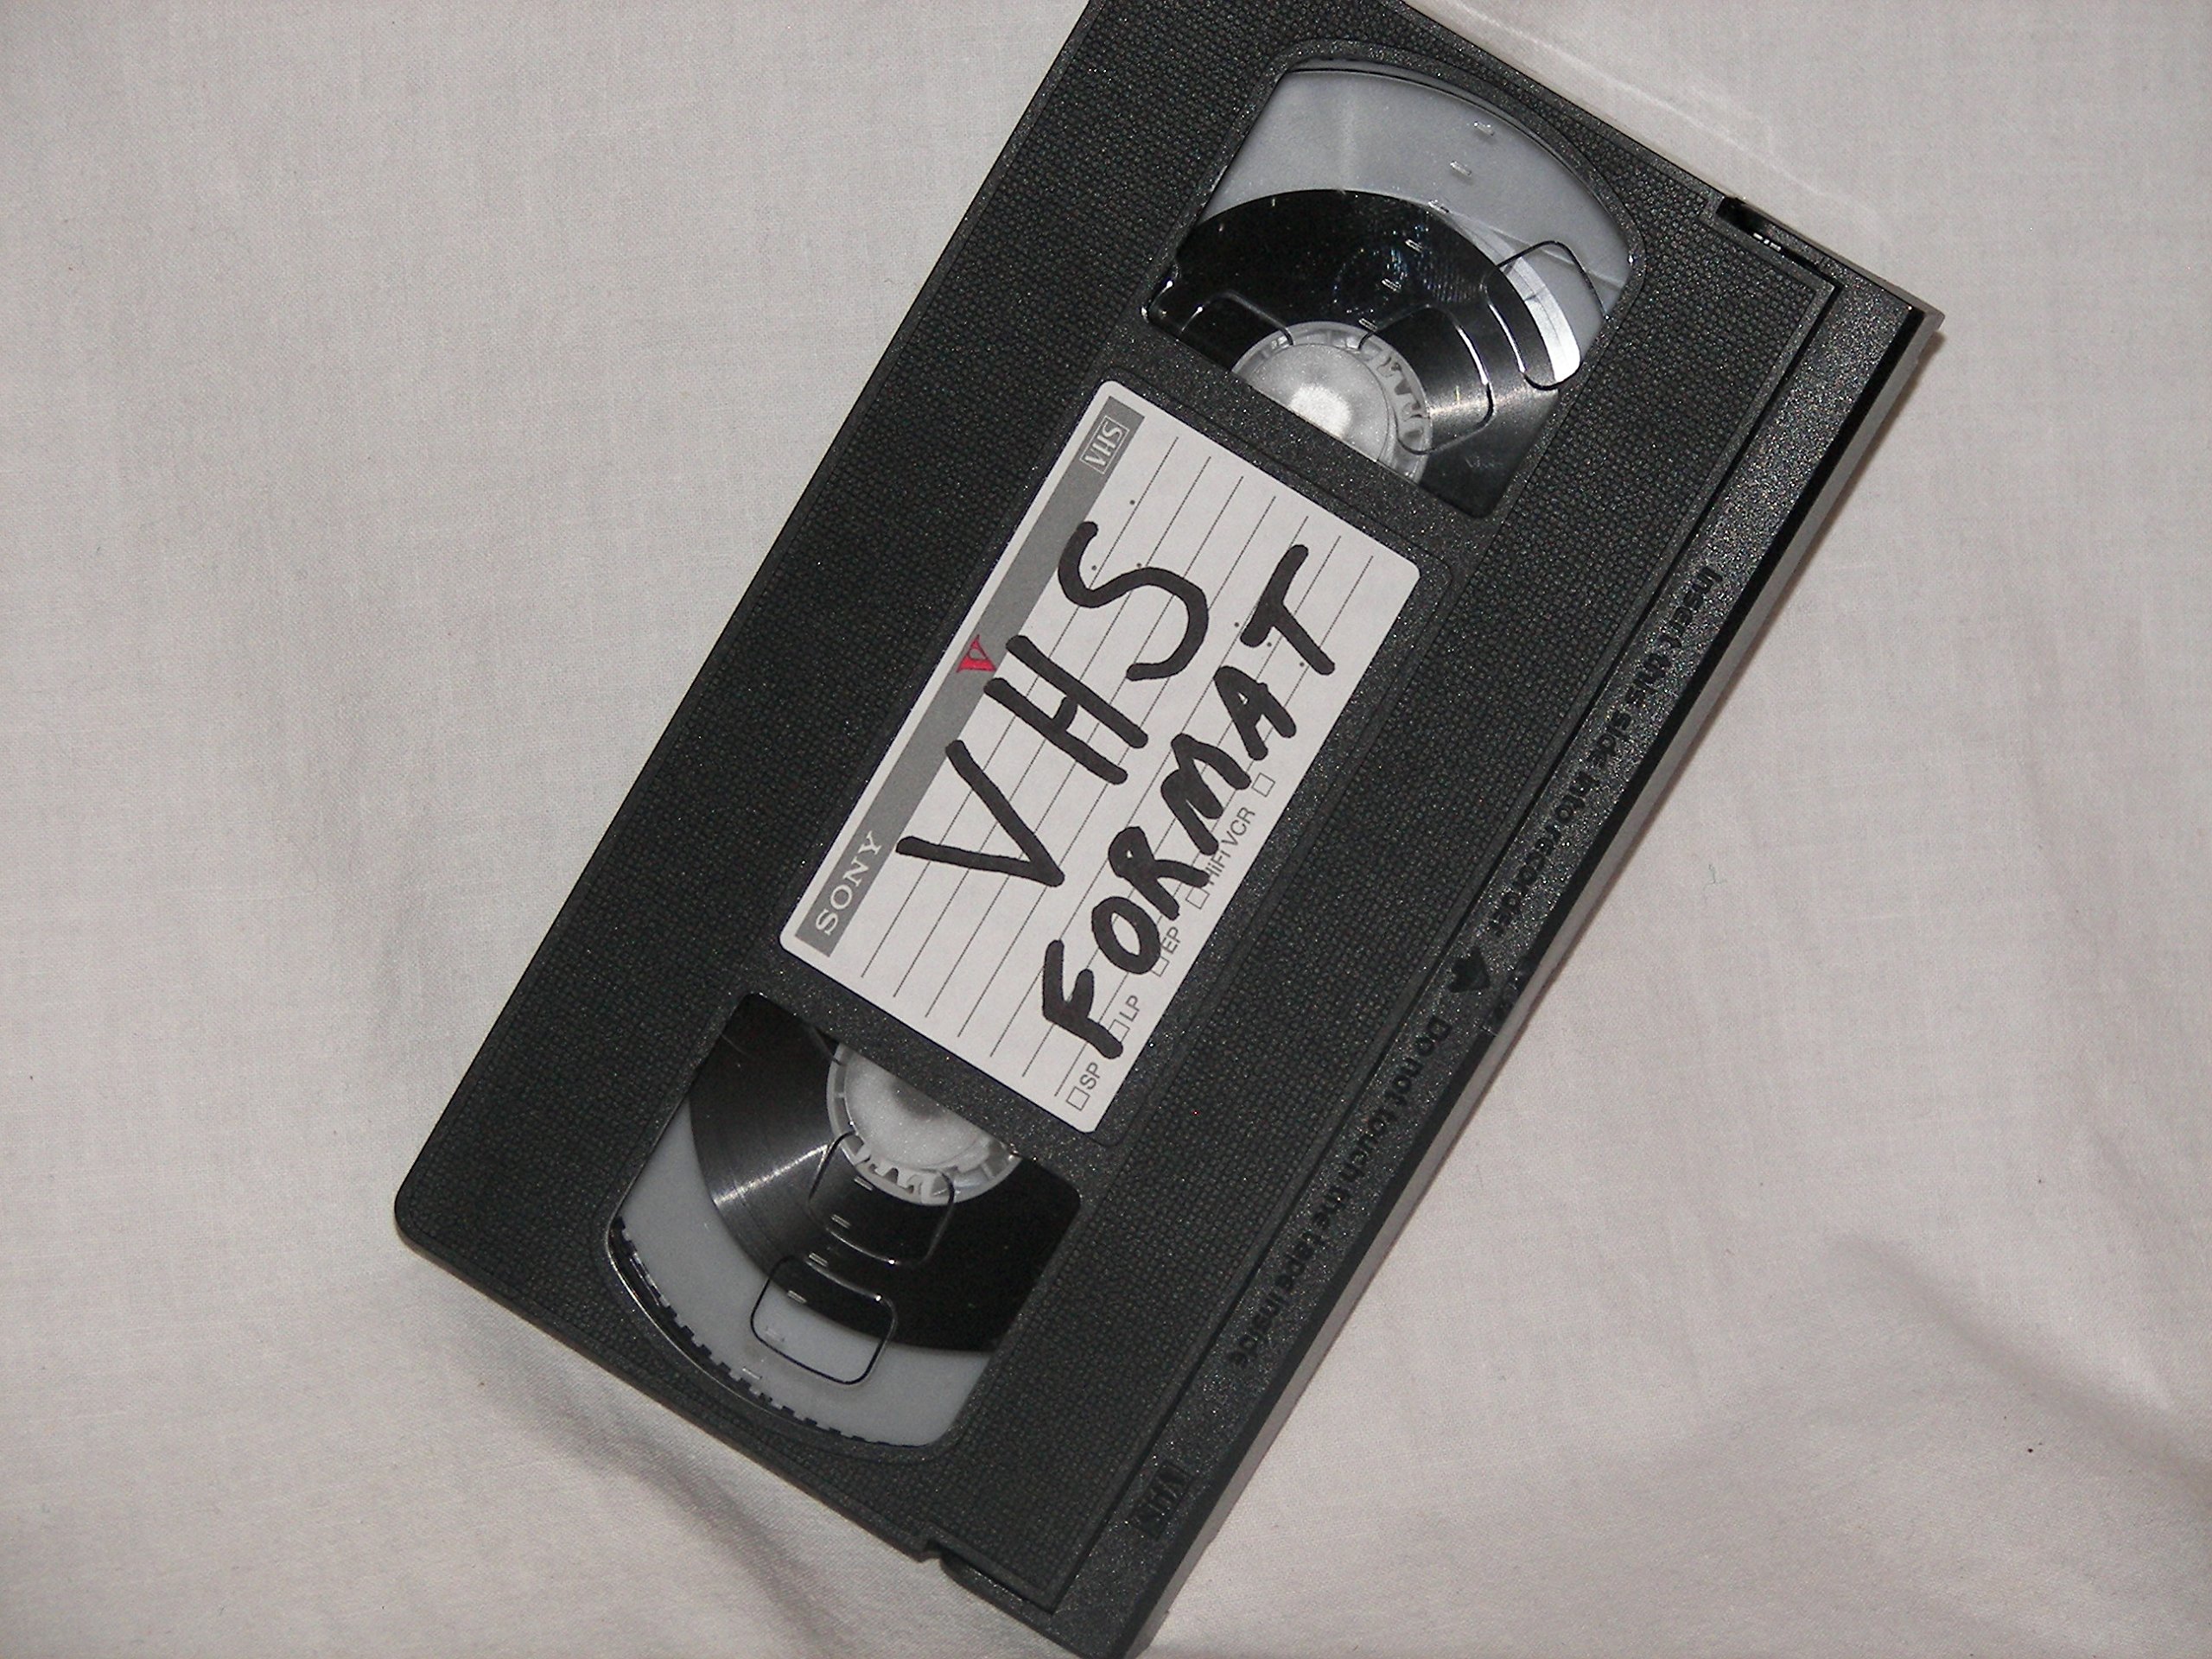 SONY V VHS
VHS
FORMAT
SP LP EP HiFi VCR
Insert this side into recorder Do not touch the tape inside
VHS